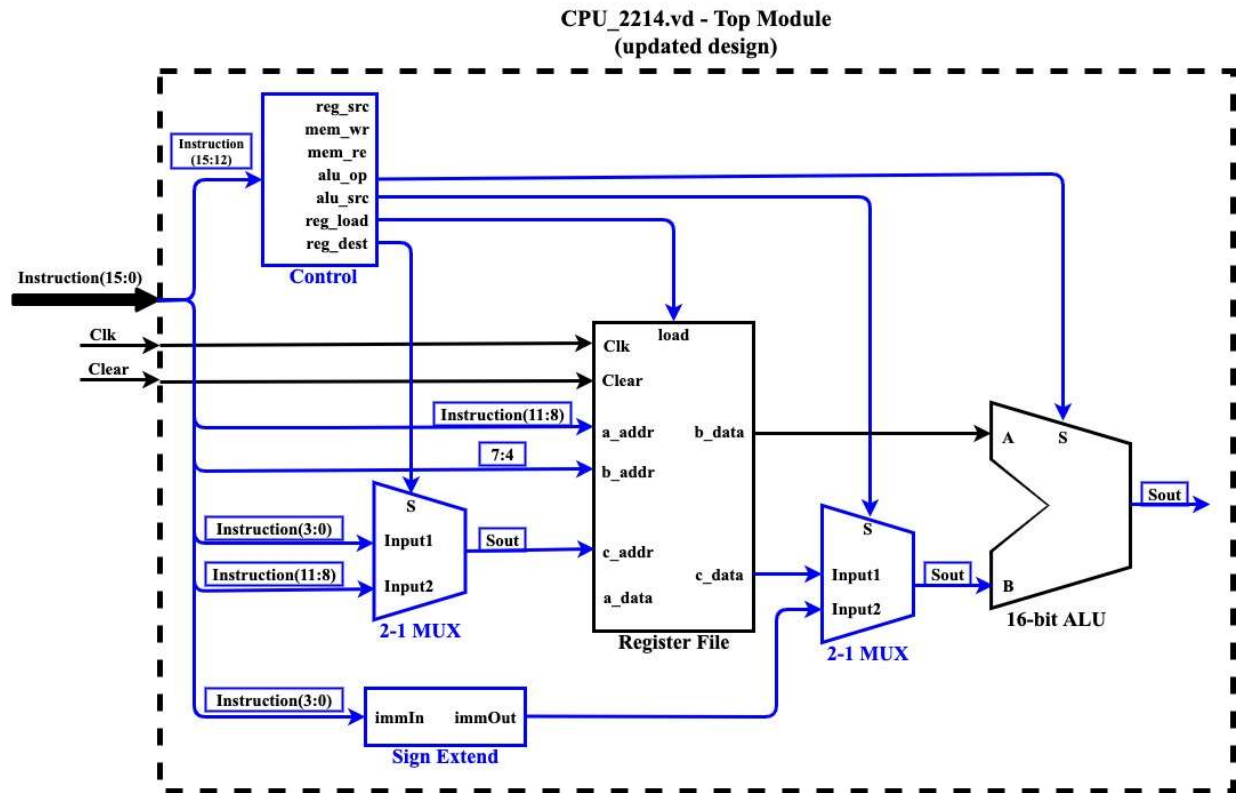 CPU_2214.vd - Top Module
(updated design)
reg_src
mem_wr
mem_re
alu_op
alu_src
reg_load
reg_dest
Control
Instruction
(15:12)
Instruction(15:0)
Clk
Clear
load
Clk
Clear
Instruction(11:8)
a_addr
b_data
7:4
b_addr
A
S
S
Instruction(3:0)
Input1
Sout
c_addr
Instruction(11:8)
Input2
a_data
c_data
2-1 MUX
Register File
S
Input1
Input2
Sout
2-1 MUX
B
Sout
16-bit ALU
Instruction(3:0)
immIn
immOut
Sign Extend